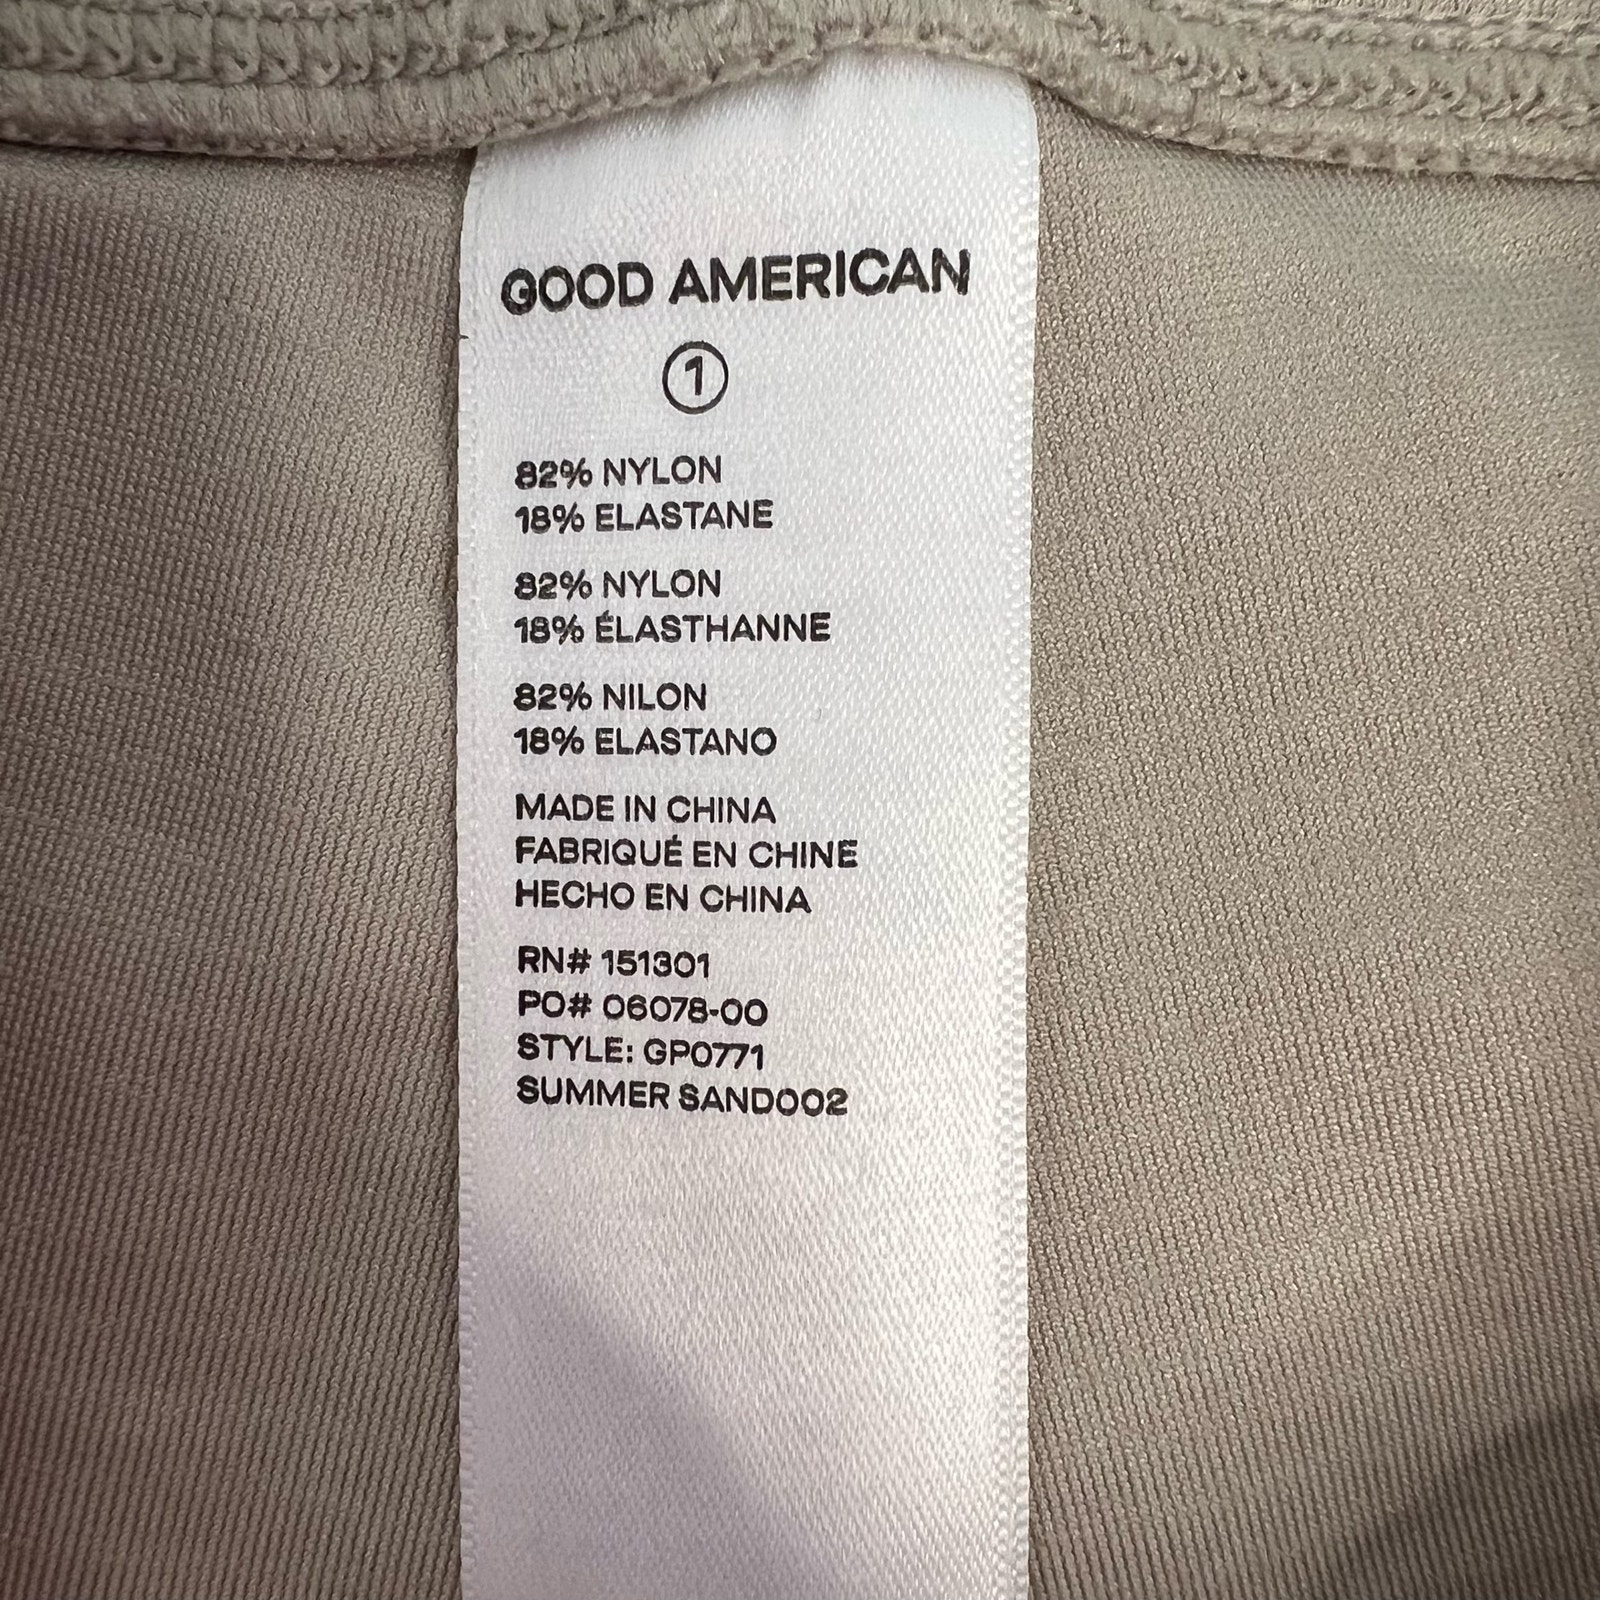 GOOD AMERICAN
1
82% NYLON
18% ELASTANE
82% NYLON
18% ÉLASTHANNE
82% NILON
18% ELASTANO
MADE IN CHINA
FABRIQUÉ EN CHINE
HECHO EN CHINA
RN# 151301
PO# 06078-00
STYLE: GP0771
SUMMER SAND002